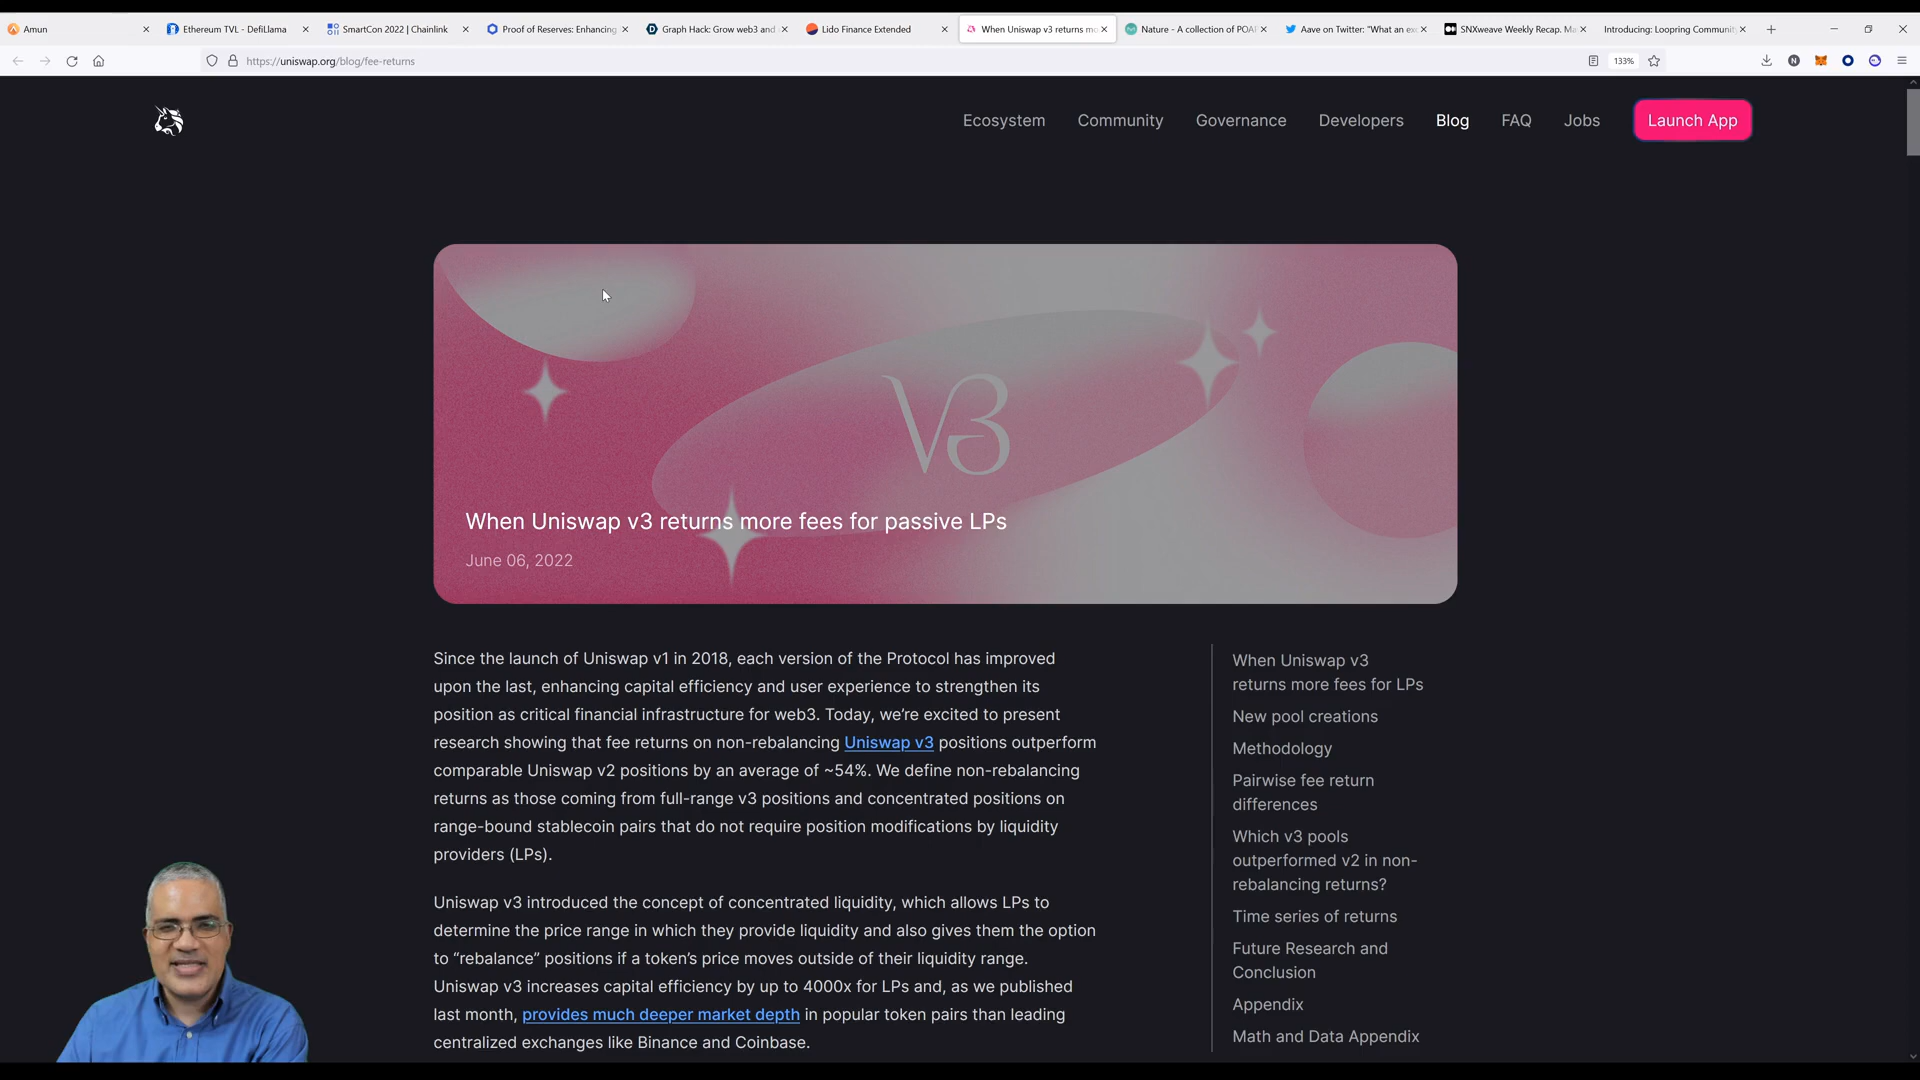 Amun
Ethereum TVL - DefiLlama
SmartCon 2022 | Chainlink
Proof of Reserves: Enhancing
Graph Hack: Grow web3 and
Lido Finance Extended
When Uniswap v3 returns mo
Nature - A collection of POAP
Aave on Twitter: "What an ex
SNXweave Weekly Recap. Ma
Introducing: Loopring Communit
https://uniswap.org/blog/fee-returns
133%
N
Ecosystem
Community
Governance
Developers
Blog
FAQ
Jobs
Launch App
V3
When Uniswap v3 returns more fees for passive LPs
June 06, 2022
Since the launch of Uniswap v1 in 2018, each version of the Protocol has improved
upon the last, enhancing capital efficiency and user experience to strengthen its
position as critical financial infrastructure for web3. Today, we’re excited to present
research showing that fee returns on non-rebalancing Uniswap v3 positions outperform
comparable Uniswap v2 positions by an average of ~54%. We define non-rebalancing
returns as those coming from full-range v3 positions and concentrated positions on
range-bound stablecoin pairs that do not require position modifications by liquidity
providers (LPs).
Uniswap v3 introduced the concept of concentrated liquidity, which allows LPs to
determine the price range in which they provide liquidity and also gives them the option
to “rebalance” positions if a token’s price moves outside of their liquidity range.
Uniswap v3 increases capital efficiency by up to 4000x for LPs and, as we published
last month, provides much deeper market depth in popular token pairs than leading
centralized exchanges like Binance and Coinbase.
When Uniswap v3
returns more fees for LPs
New pool creations
Methodology
Pairwise fee return
differences
Which v3 pools
outperformed v2 in non-
rebalancing returns?
Time series of returns
Future Research and
Conclusion
Appendix
Math and Data Appendix